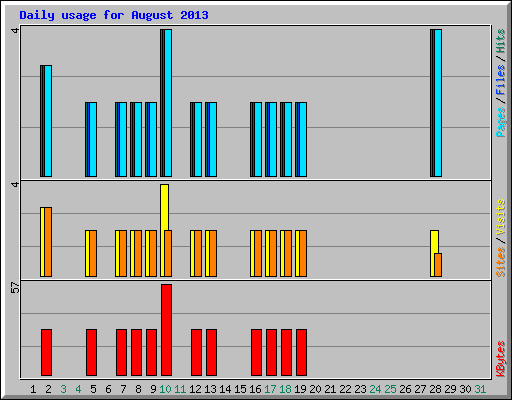 Daily usage for August 2013
4
Pages / Files / Hits
4
Sites / Visits
57
KBytes
1 2 3 4 5 6 7 8 9 10 11 12 13 14 15 16 17 18 19 20 21 22 23 24 25 26 27 28 29 30 31